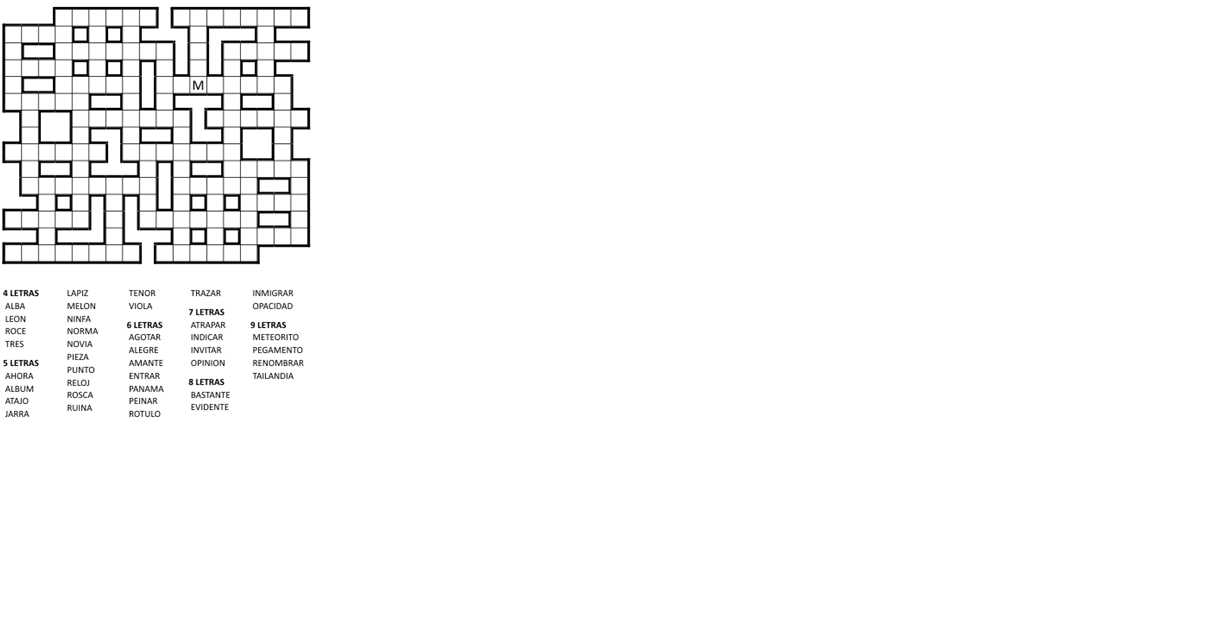 M
4 LETRAS
ALBA
LEON
ROCE
TRES
5 LETRAS
AHORA
ALBUM
ATAJO
JARRA
LAPIZ
MELON
NINFA
NORMA
NOVIA
PIEZA
PUNTO
RELOJ
ROSCA
RUINA
TENOR
VIOLA
6 LETRAS
AGOTAR
ALEGRE
AMANTE
ENTRAR
PANAMA
PEINAR
ROTULO
TRAZAR
7 LETRAS
ATRAPAR
INDICAR
INVITAR
OPINION
8 LETRAS
BASTANTE
EVIDENTE
INMIGRAR
OPACIDAD
9 LETRAS
METEORITO
PEGAMENTO
RENOMBRAR
TAILANDIA